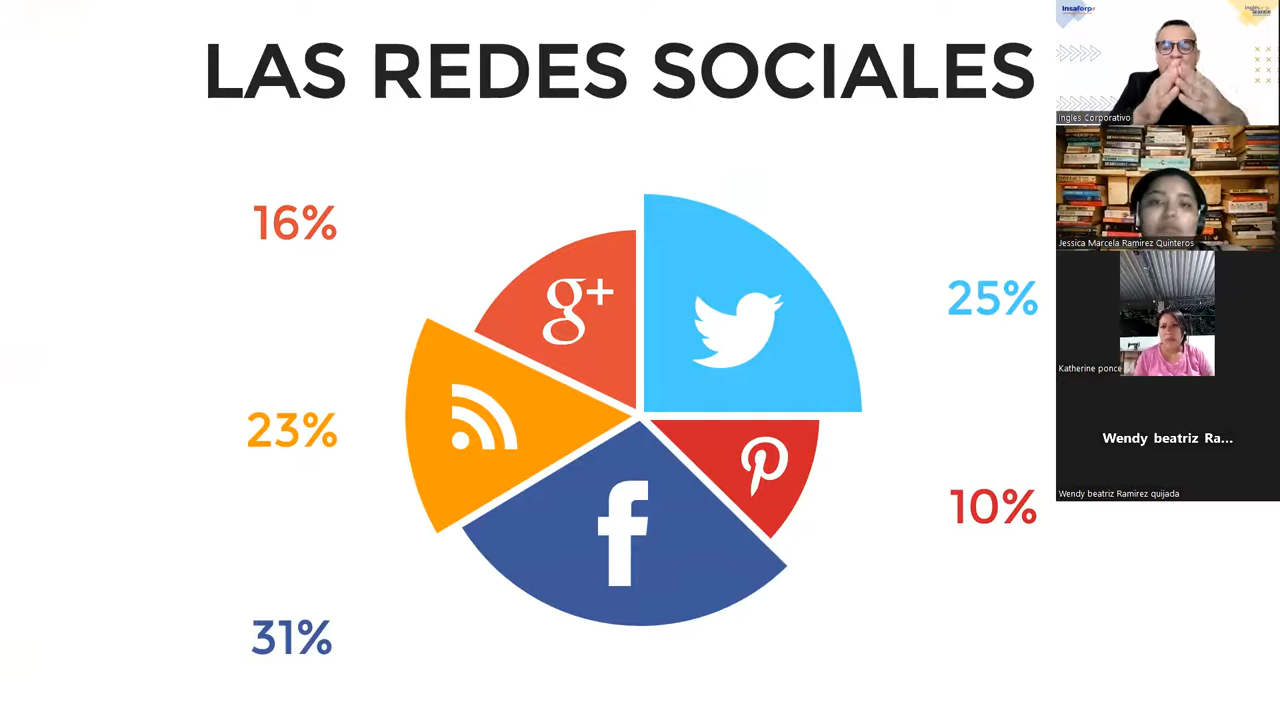 LAS REDES SOCIALES
16%
25%
23%
10%
31%
g+
f
Insaforp
Ingles Corporativo
Jessica Marcela Ramirez Quinteros
Katherine ponce
Wendy beatriz Ra...
Wendy beatriz Ramirez quijada